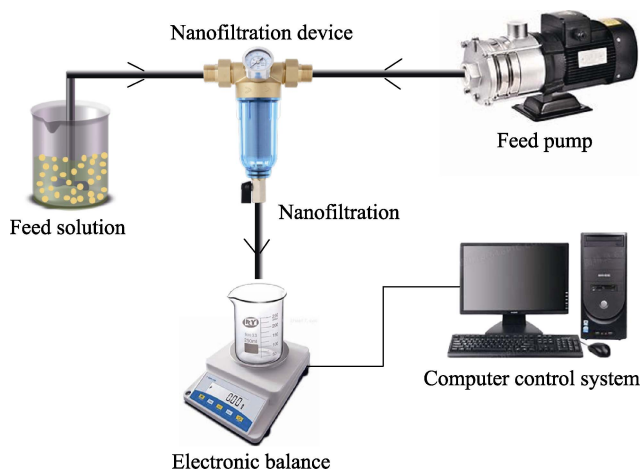 Nanofiltration device
Feed pump
Feed solution
Nanofiltration
Computer control system
Electronic balance